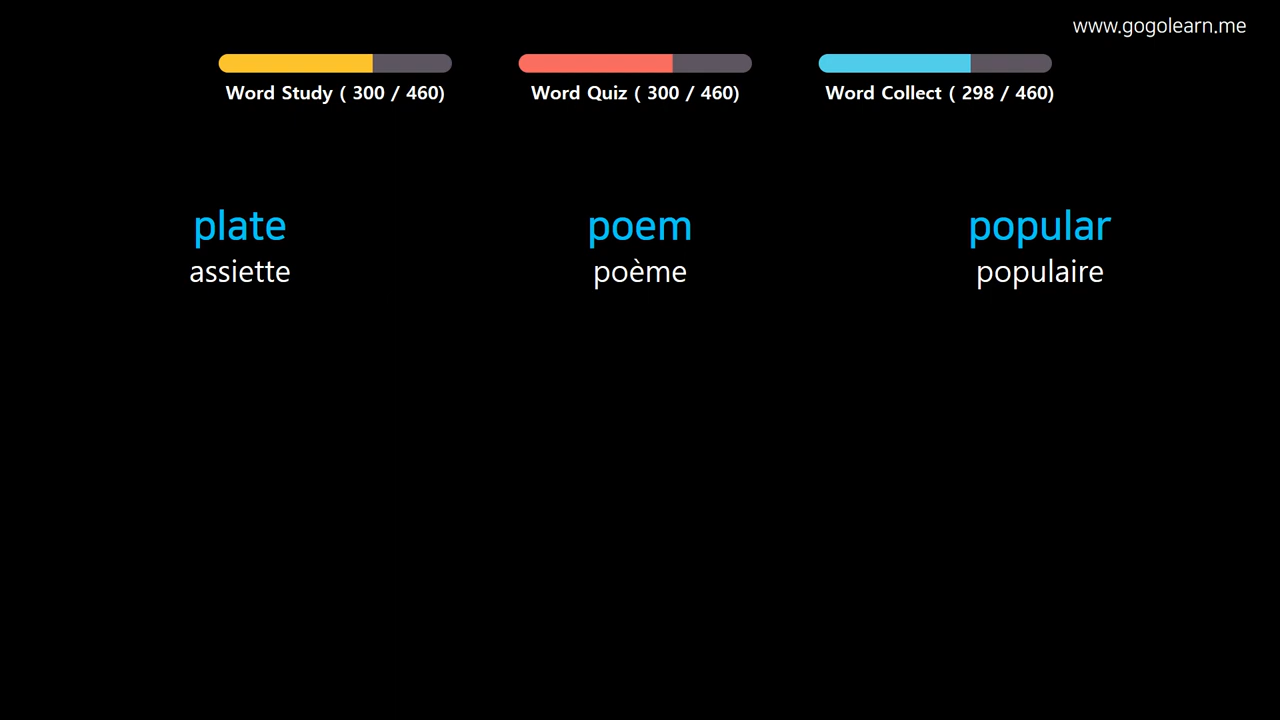 www.gogolearn.me
Word Study ( 300 / 460)
Word Quiz ( 300 / 460)
Word Collect ( 298 / 460)
plate
assiette
poem
poème
popular
populaire